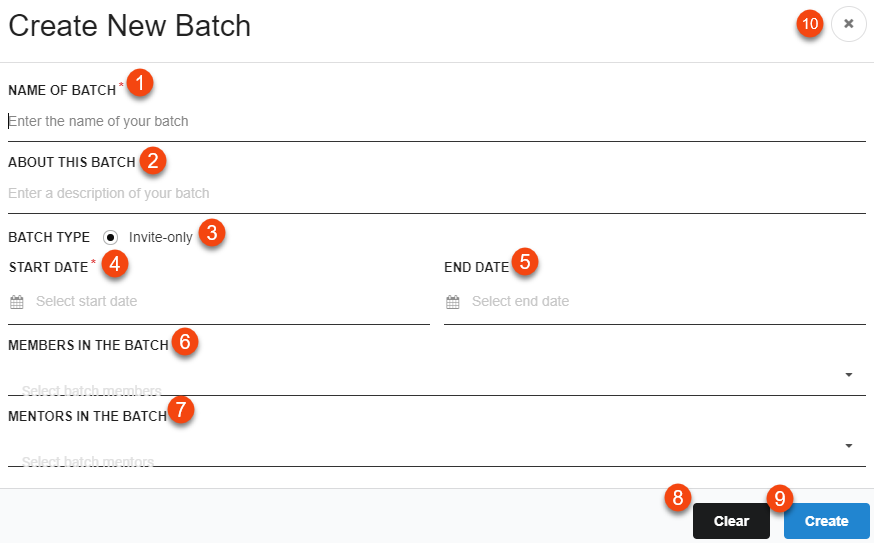 Create New Batch 10 ×
NAME OF BATCH * 1
Enter the name of your batch
ABOUT THIS BATCH 2
Enter a description of your batch
BATCH TYPE Invite-only 3
START DATE * 4 END DATE 5
Select start date Select end date
MEMBERS IN THE BATCH 6
Select batch members
MENTORS IN THE BATCH 7
Select batch mentors
8 Clear 9 Create